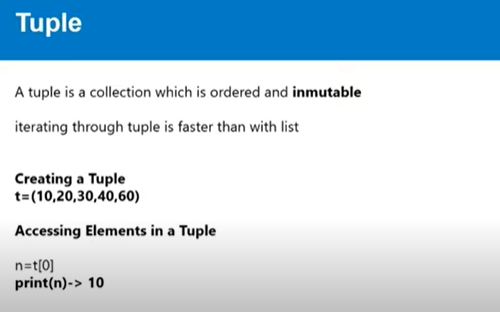 Tuple
A tuple is a collection which is ordered and inmutable
iterating through tuple is faster than with list
Creating a Tuple
t=(10,20,30,40,60)
Accessing Elements in a Tuple
n=t[0]
print(n)-> 10